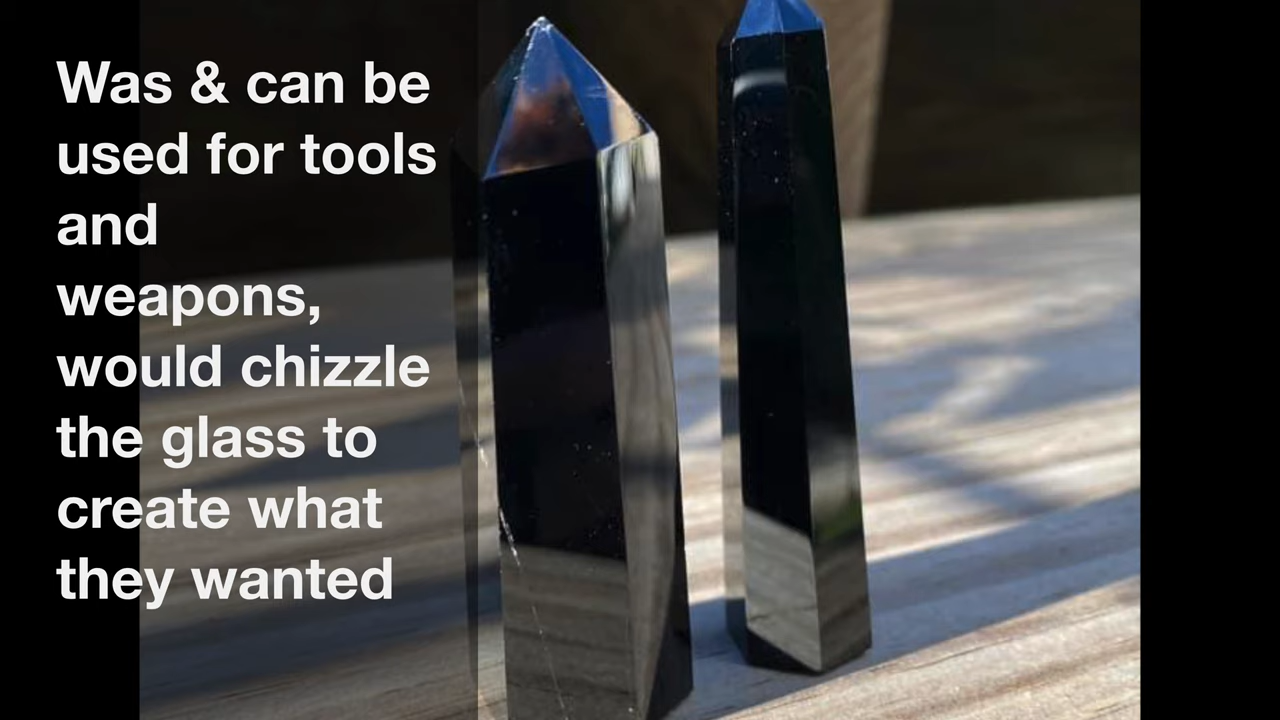 Was & can be
used for tools
and
weapons,
would chizzle
the glass to
create what
they wanted